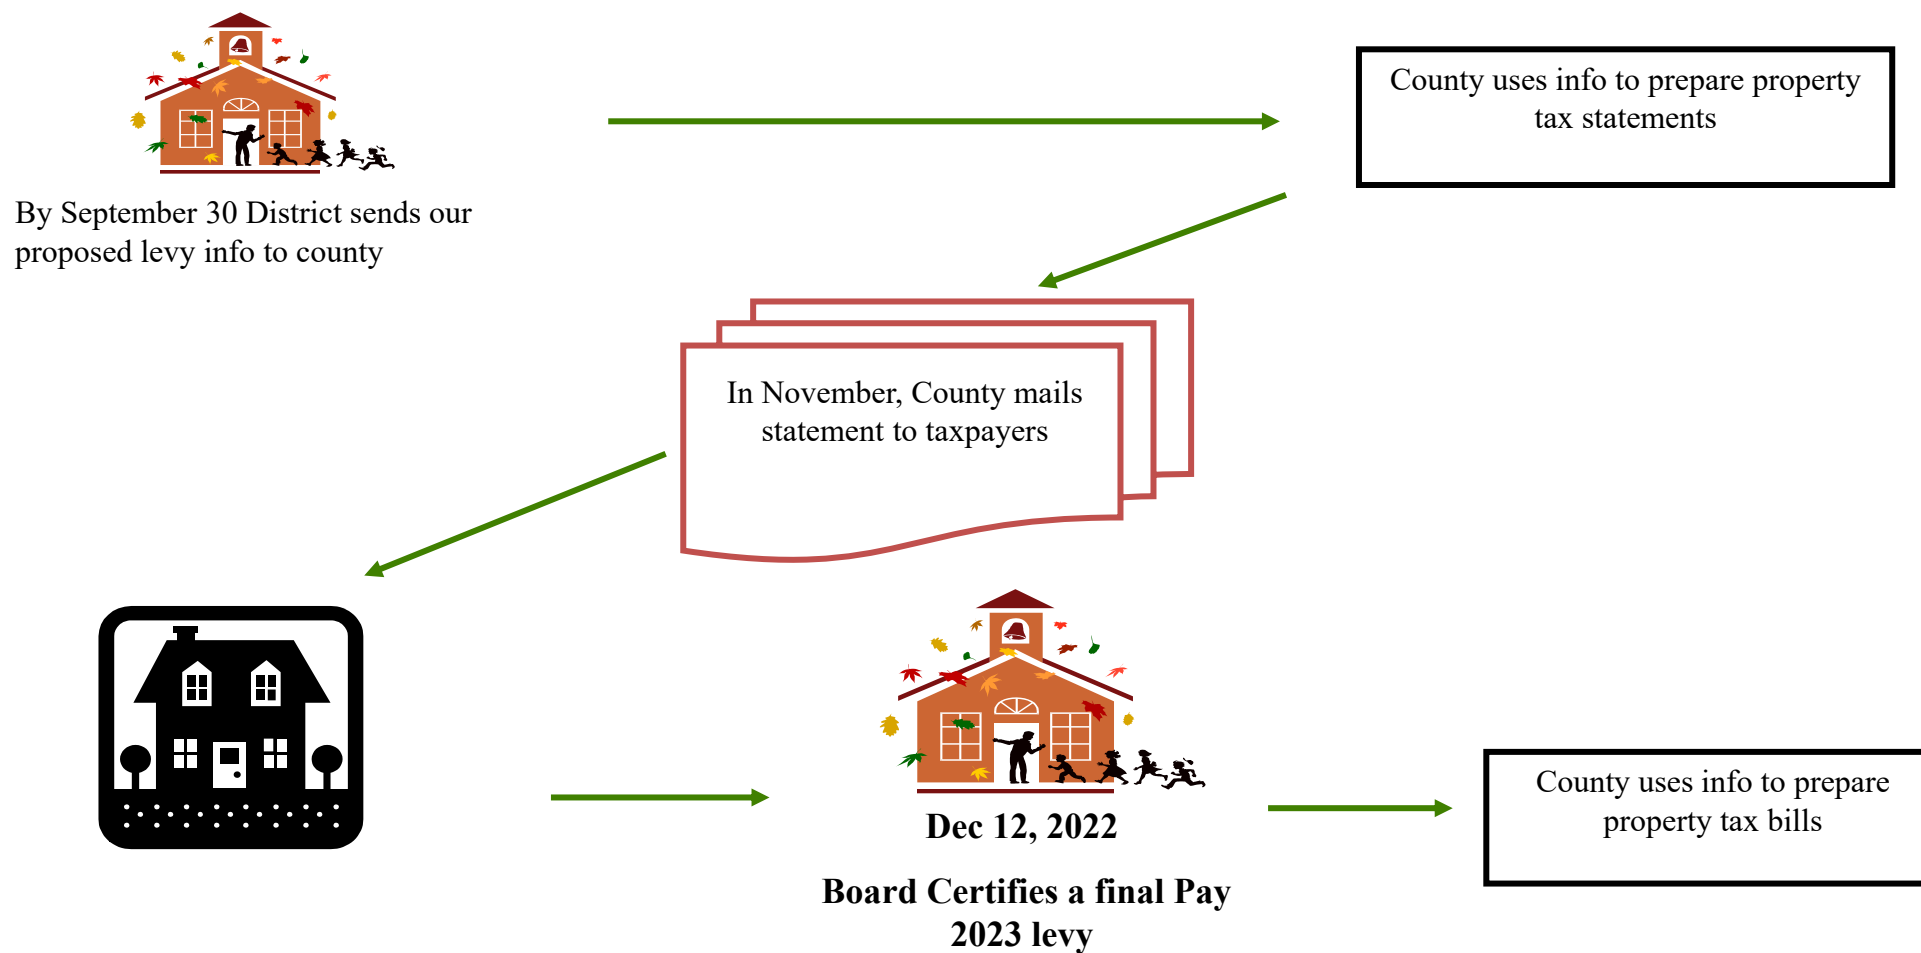 County uses info to prepare property
tax statements
By September 30 District sends our
proposed levy info to county
In November, County mails
statement to taxpayers
Dec 12, 2022
Board Certifies a final Pay
2023 levy
County uses info to prepare
property tax bills